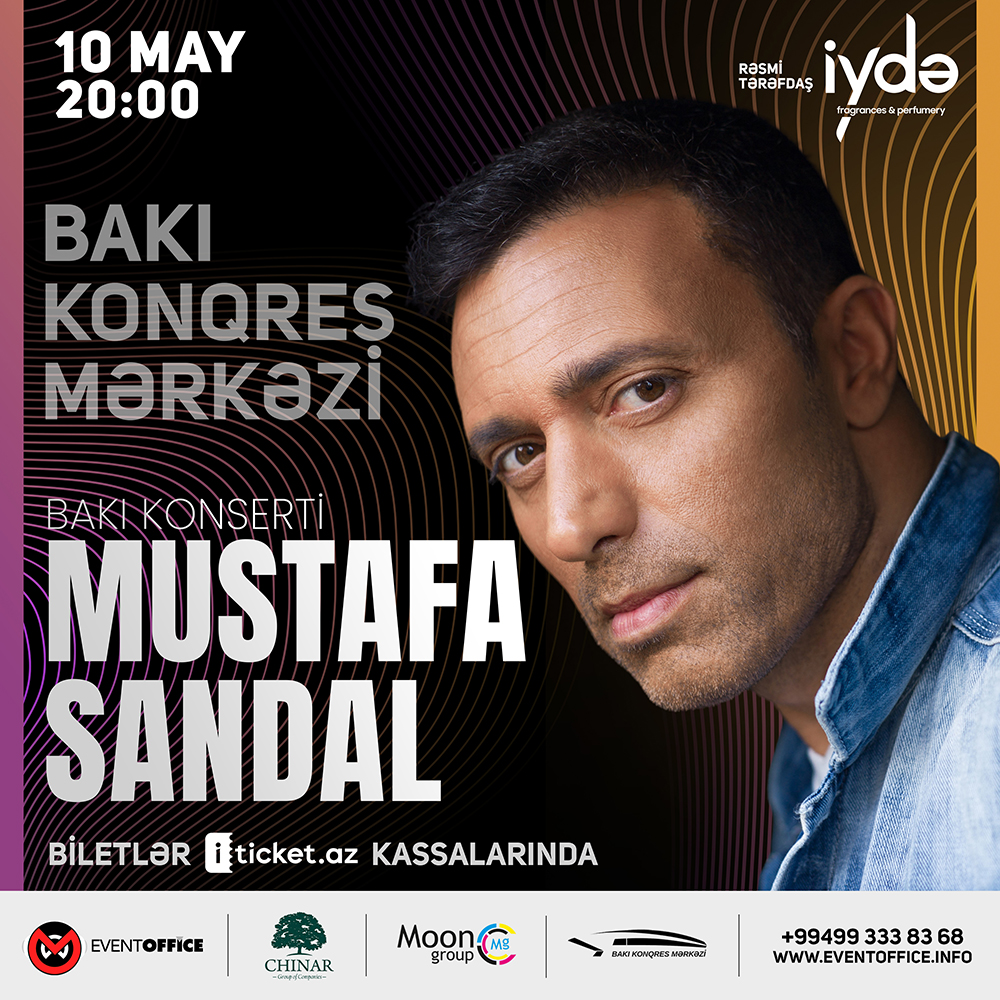 10 MAY
20:00
RƏSMİ
TƏRƏFDAŞ
iydə
fragrances & perfumery
BAKI
KONQRES
MƏRKƏZİ
BAKI KONSERTİ
MUSTAFA
SANDAL
BİLETLƏR iticket.az KASSALARINDA
EVENTOFFICE
CHINAR
Group of Companies
Moon
group
Mg
BAKI KONQRES MƏRKƏZİ
+99499 333 83 68
WWW.EVENTOFFICE.INFO